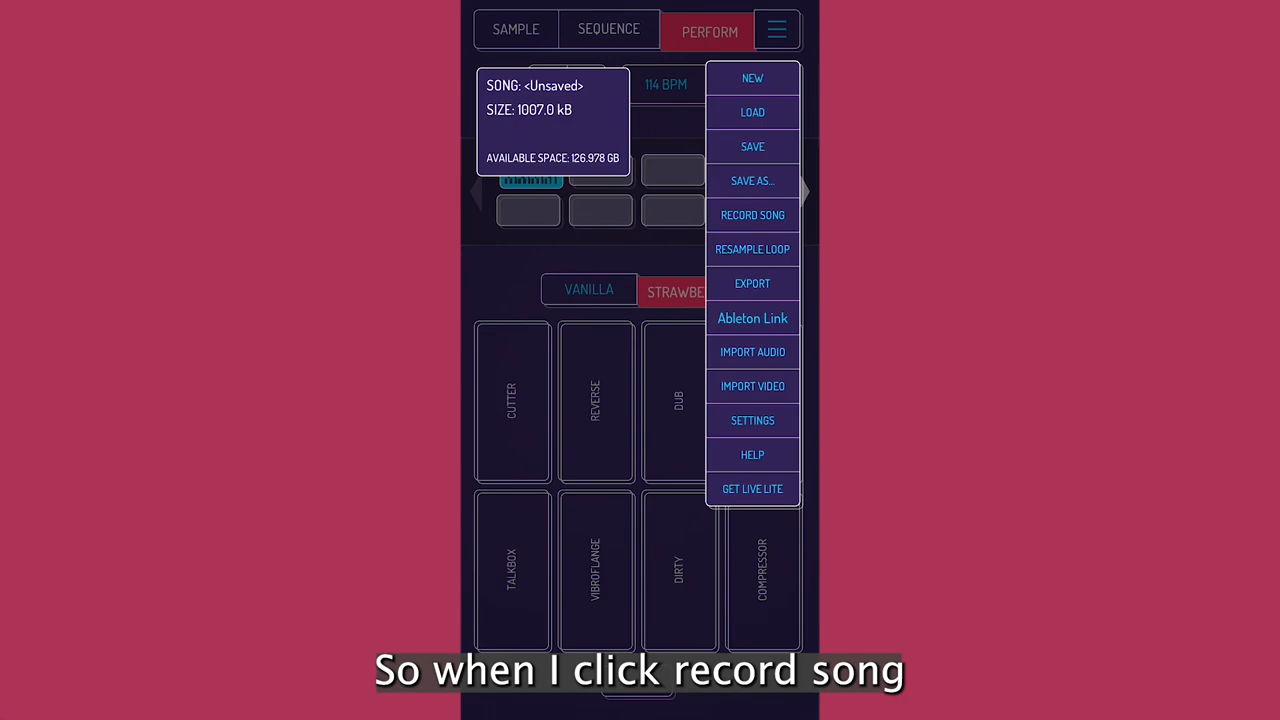 SAMPLE
SEQUENCE
PERFORM
SONG: <Unsaved>
SIZE: 1007.0 kB
AVAILABLE SPACE: 126.978 GB
114 BPM
NEW
LOAD
SAVE
SAVE AS...
RECORD SONG
RESAMPLE LOOP
EXPORT
Ableton Link
IMPORT AUDIO
IMPORT VIDEO
SETTINGS
HELP
GET LIVE LITE
VANILLA
STRAWBE
CUTTER
REVERSE
DUB
TALKBOX
VIBROFLANGE
DIRTY
COMPRESSOR
So when I click record song